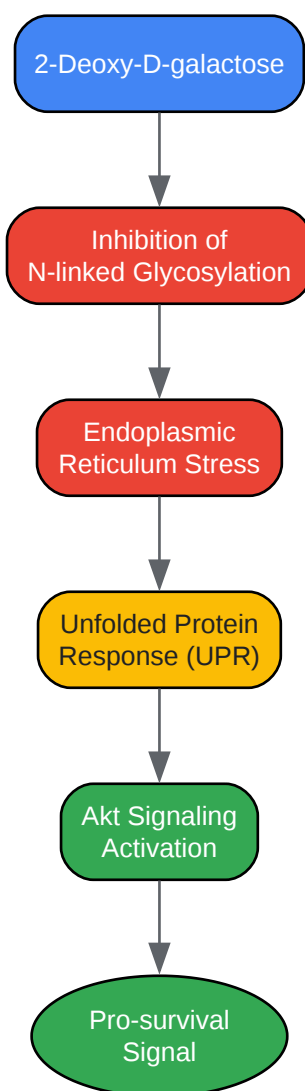 2-Deoxy-D-galactose
Inhibition of
N-linked Glycosylation
Endoplasmic
Reticulum Stress
Unfolded Protein
Response (UPR)
Akt Signaling
Activation
Pro-survival
Signal